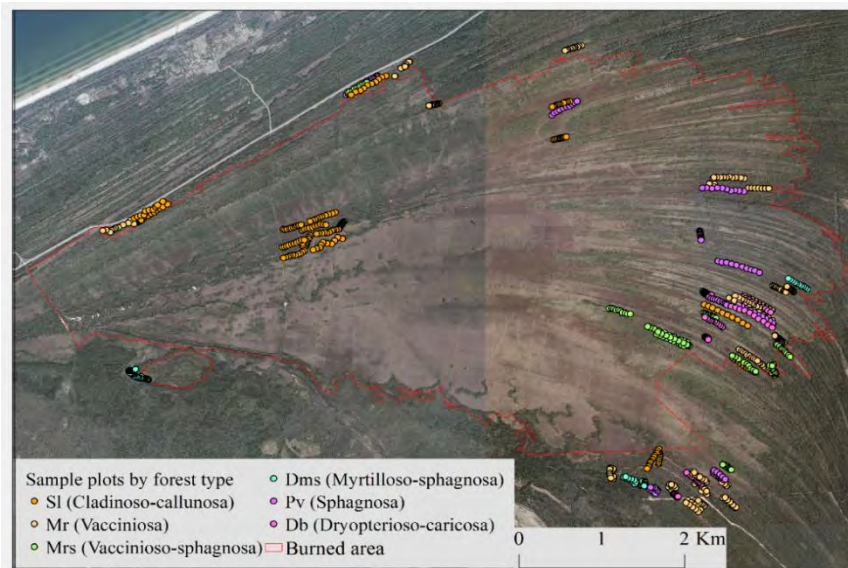 Sample plots by forest type
Sl (Cladinoso-callunosa)
Mr (Vacciniosa)
Mrs (Vaccinioso-sphagnosa)
Dms (Myrtilloso-sphagnosa)
Pv (Sphagnosa)
Db (Dryopterioso-caricosa)
Burned area
0 1 2 Km